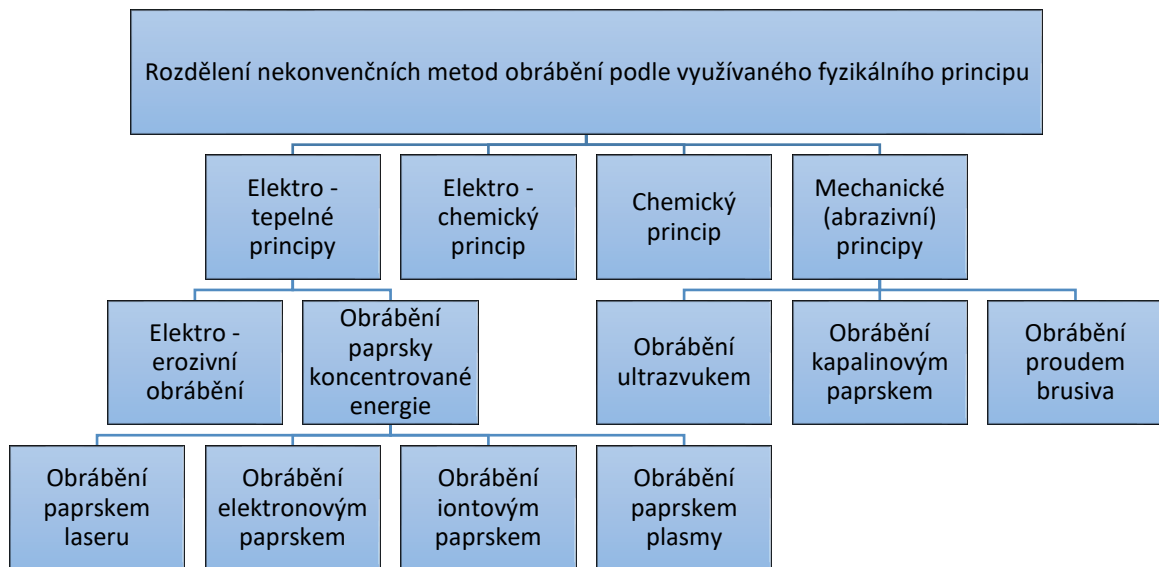 Rozdělení nekonvenčních metod obrábění podle využívaného fyzikálního principu
Elektro -
tepelné
principy
Elektro -
chemický
princip
Chemický
princip
Mechanické
(abrazivní)
principy
Elektro -
erozivní
obrábění
Obrábění
paprsky
koncentrované
energie
Obrábění
ultrazvukem
Obrábění
kapalinovým
paprskem
Obrábění
proudem
brusiva
Obrábění
paprskem
laseru
Obrábění
elektronovým
paprskem
Obrábění
iontovým
paprskem
Obrábění
paprskem
plasmy